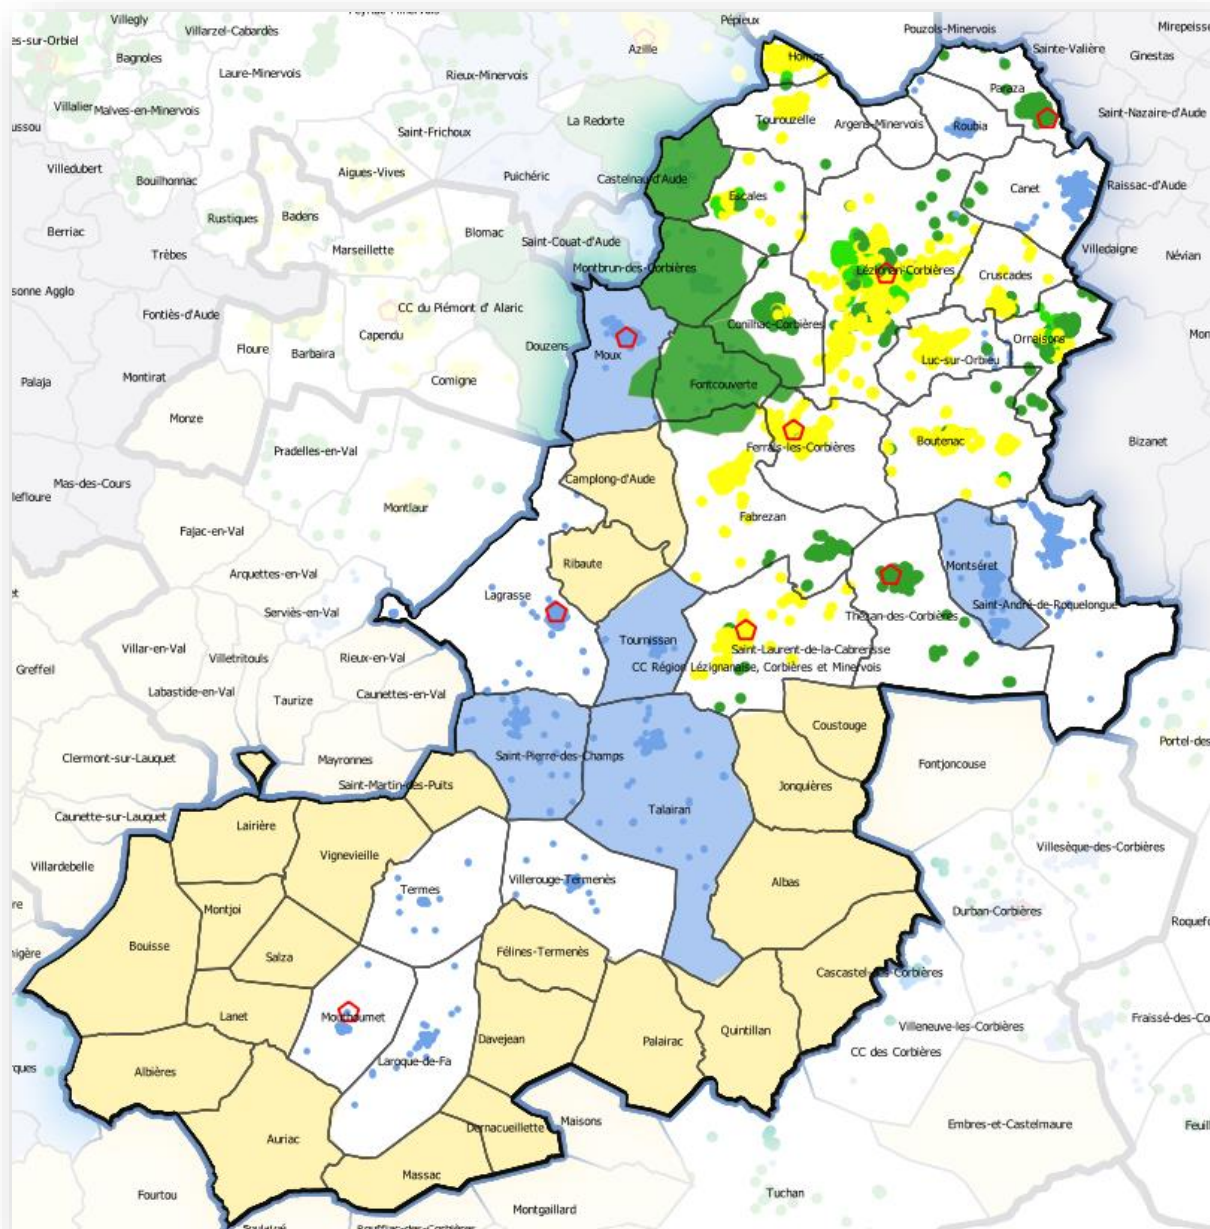 Villegly
Pépieux
Pouzols-Minervois
Mirepeisse
Villarzel-Cabardès
es-sur-Orbiel
Azille
Homps
Sainte-Valière
Ginestas
Bagnoles
Laure-Minervois
Rieux-Minervois
Paraza
Villalier
Malves-en-Minervois
La Redorte
Tourouzelle
Argens-Minervois
Roubia
Saint-Nazaire-d'Aude
ussou
Saint-Frichoux
Villedubert
Aigues-Vives
Puichéric
Castelnau-d'Aude
Bouilhonnac
Canet
Raissac-d'Aude
Escales
Rustiques
Badens
Berriac
Blomac
Saint-Couat-d'Aude
Marseillette
Villedaigne
Trèbes
Névian
Montbrun-des-Corbières
Lézignan-Corbières
Cruscades
sonne Agglo
CC du Piémont d' Alaric
Fontiès-d'Aude
Capendu
Conilhac-Corbières
Ornaisons
Mon
Floure
Barbaira
Douzens
Moux
Luc-sur-Orbieu
Palaja
Montirat
Comigne
Fontcouverte
Monze
Bizanet
Boutenac
Ferrals-les-Corbières
Pradelles-en-Val
Camplong-d'Aude
Mas-des-Cours
lefloure
Montlaur
Fabrezan
Fajac-en-Val
Ribaute
Montséret
Arquettes-en-Val
et
Lagrasse
Saint-André-de-Roquelongue
Serviès-en-Val
Thézan-des-Corbières
Tournissan
Villar-en-Val
Saint-Laurent-de-la-Cabrerisse
Villetritouls
Rieux-en-Val
CC Région Lézignanaise, Corbières et Minervois
Greffeil
Labastide-en-Val
Caunettes-en-Val
Taurize
Coustouge
Portel-des
Clermont-sur-Lauquet
Mayronnes
Saint-Pierre-des-Champs
Fontjoncouse
Saint-Martin-des-Puits
Jonquières
Talairan
Caunette-sur-Lauquet
Lairière
Villesèque-des-Corbières
Vignevieille
Villardebelle
Termes
Villerouge-Termenès
Albas
re
Montjoi
Durban-Corbières
Roquefo
Bouisse
Félines-Termenès
nigère
Salza
Cascastel-des-Corbières
Lanet
Mouthoumet
Fraissé-des-Co
Villeneuve-les-Corbières
Quintillan
Davejean
Palairac
CC des Corbières
Laroque-de-Fa
Albières
ques
Maisons
Embres-et-Castelmaure
Feuil
Dernacueillette
Auriac
Massac
Tuchan
Fourtou
Montgaillard